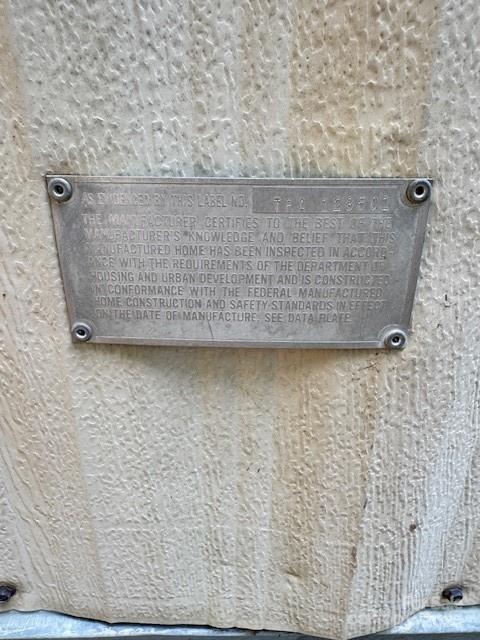 AS EVIDENCED BY THIS LABEL NO.
THE MANUFACTURER CERTIFIES TO THE BEST OF THE
MANUFACTURER'S KNOWLEDGE AND BELIEF THAT THIS
MANUFACTURED HOME HAS BEEN INSPECTED IN ACCORD-
ANCE WITH THE REQUIREMENTS OF THE DEPARTMENT OF
HOUSING AND URBAN DEVELOPMENT AND IS CONSTRUCTED
IN CONFORMANCE WITH THE FEDERAL MANUFACTURED
HOME CONSTRUCTION AND SAFETY STANDARDS IN EFFECT
ON THE DATE OF MANUFACTURE. SEE DATA PLATE.